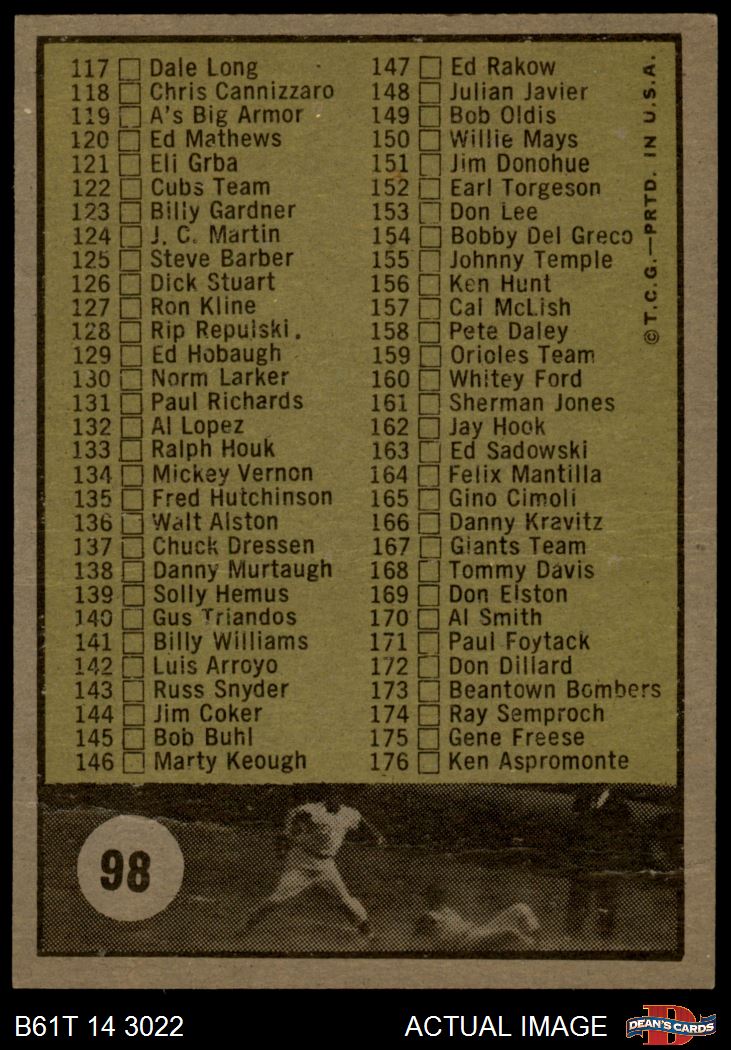 117 Dale Long
118 Chris Cannizzaro
119 A's Big Armor
120 Ed Mathews
121 Eli Grba
122 Cubs Team
123 Billy Gardner
124 J. C. Martin
125 Steve Barber
126 Dick Stuart
127 Ron Kline
128 Rip Repulski.
129 Ed Hobaugh
130 Norm Larker
131 Paul Richards
132 Al Lopez
133 Ralph Houk
134 Mickey Vernon
135 Fred Hutchinson
136 Walt Alston
137 Chuck Dressen
138 Danny Murtaugh
139 Solly Hemus
140 Gus Triandos
141 Billy Williams
142 Luis Arroyo
143 Russ Snyder
144 Jim Coker
145 Bob Buhl
146 Marty Keough
147 Ed Rakow
148 Julian Javier
149 Bob Oldis
150 Willie Mays
151 Jim Donohue
152 Earl Torgeson
153 Don Lee
154 Bobby Del Greco
155 Johnny Temple
156 Ken Hunt
157 Cal McLish
158 Pete Daley
159 Orioles Team
160 Whitey Ford
161 Sherman Jones
162 Jay Hook
163 Ed Sadowski
164 Felix Mantilla
165 Gino Cimoli
166 Danny Kravitz
167 Giants Team
168 Tommy Davis
169 Don Elston
170 Al Smith
171 Paul Foytack
172 Don Dillard
173 Beantown Bombers
174 Ray Semproch
175 Gene Freese
176 Ken Aspromonte
© T.C.G.—PRTD. IN U.S.A.
98
B61T 14 3022
ACTUAL IMAGE
D
DEAN'S CARDS